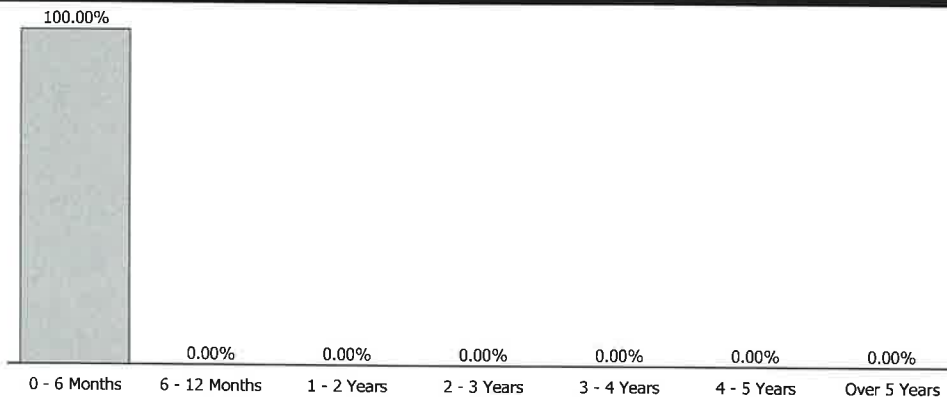 100.00%
0.00% 0.00% 0.00% 0.00% 0.00% 0.00%
0 - 6 Months 6 - 12 Months 1 - 2 Years 2 - 3 Years 3 - 4 Years 4 - 5 Years Over 5 Years